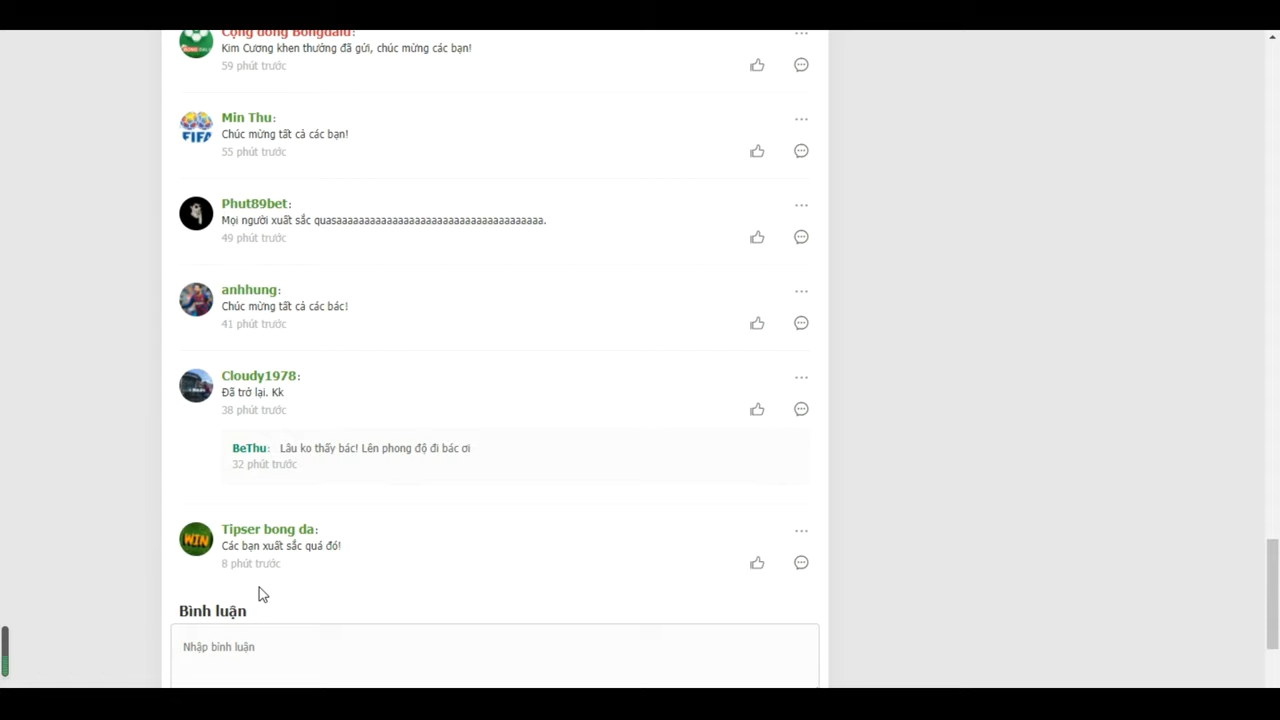 Cộng đồng Bongdalu:
Kim Cương khen thưởng đã gửi, chúc mừng các bạn!
59 phút trước
Min Thu:
FIFA
Chúc mừng tất cả các bạn!
55 phút trước
Phut89bet:
Mọi người xuất sắc quasaaaaaaaaaaaaaaaaaaaaaaaaaaaaaaaaaaaaa.
49 phút trước
anhhung:
Chúc mừng tất cả các bác!
41 phút trước
Cloudy1978:
Đã trở lại. Kk
38 phút trước
BeThu: Lâu ko thấy bác! Lên phong độ đi bác ơi
32 phút trước
Tipser bong da:
WIN
Các bạn xuất sắc quá đó!
8 phút trước
Bình luận
Nhập bình luận